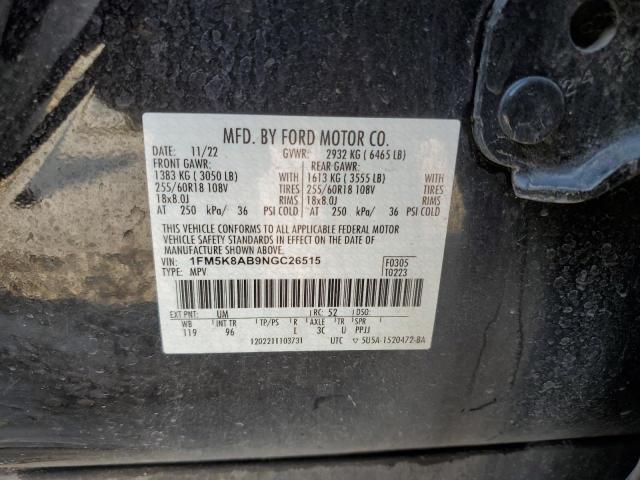 MFD. BY FORD MOTOR CO.
DATE: 11/22 GVWR: 2932 KG ( 6465 LB)
FRONT GAWR: REAR GAWR:
1383 KG ( 3050 LB) WITH 1613 KG ( 3555 LB) WITH
255/60R18 108V TIRES 255/60R18 108V TIRES
18x8.0J RIMS 18x8.0J RIMS
AT 250 kPa/ 36 PSI COLD AT 250 kPa/ 36 PSI COLD
THIS VEHICLE CONFORMS TO ALL APPLICABLE FEDERAL MOTOR
VEHICLE SAFETY AND THEFT PREVENTION STANDARDS IN EFFECT ON THE DATE OF
MANUFACTURE SHOWN ABOVE.
VIN: 1FM5K8AB9NGC26515 F0305
TYPE: MPV T0223
EXT PNT: UM RC: 52 DSO:
WB INT TR TP/PS R AXLE TR SPR
119 96 L 3C U PPJJ
120221103731 UTC ▽ 5U5A-1520472-BA